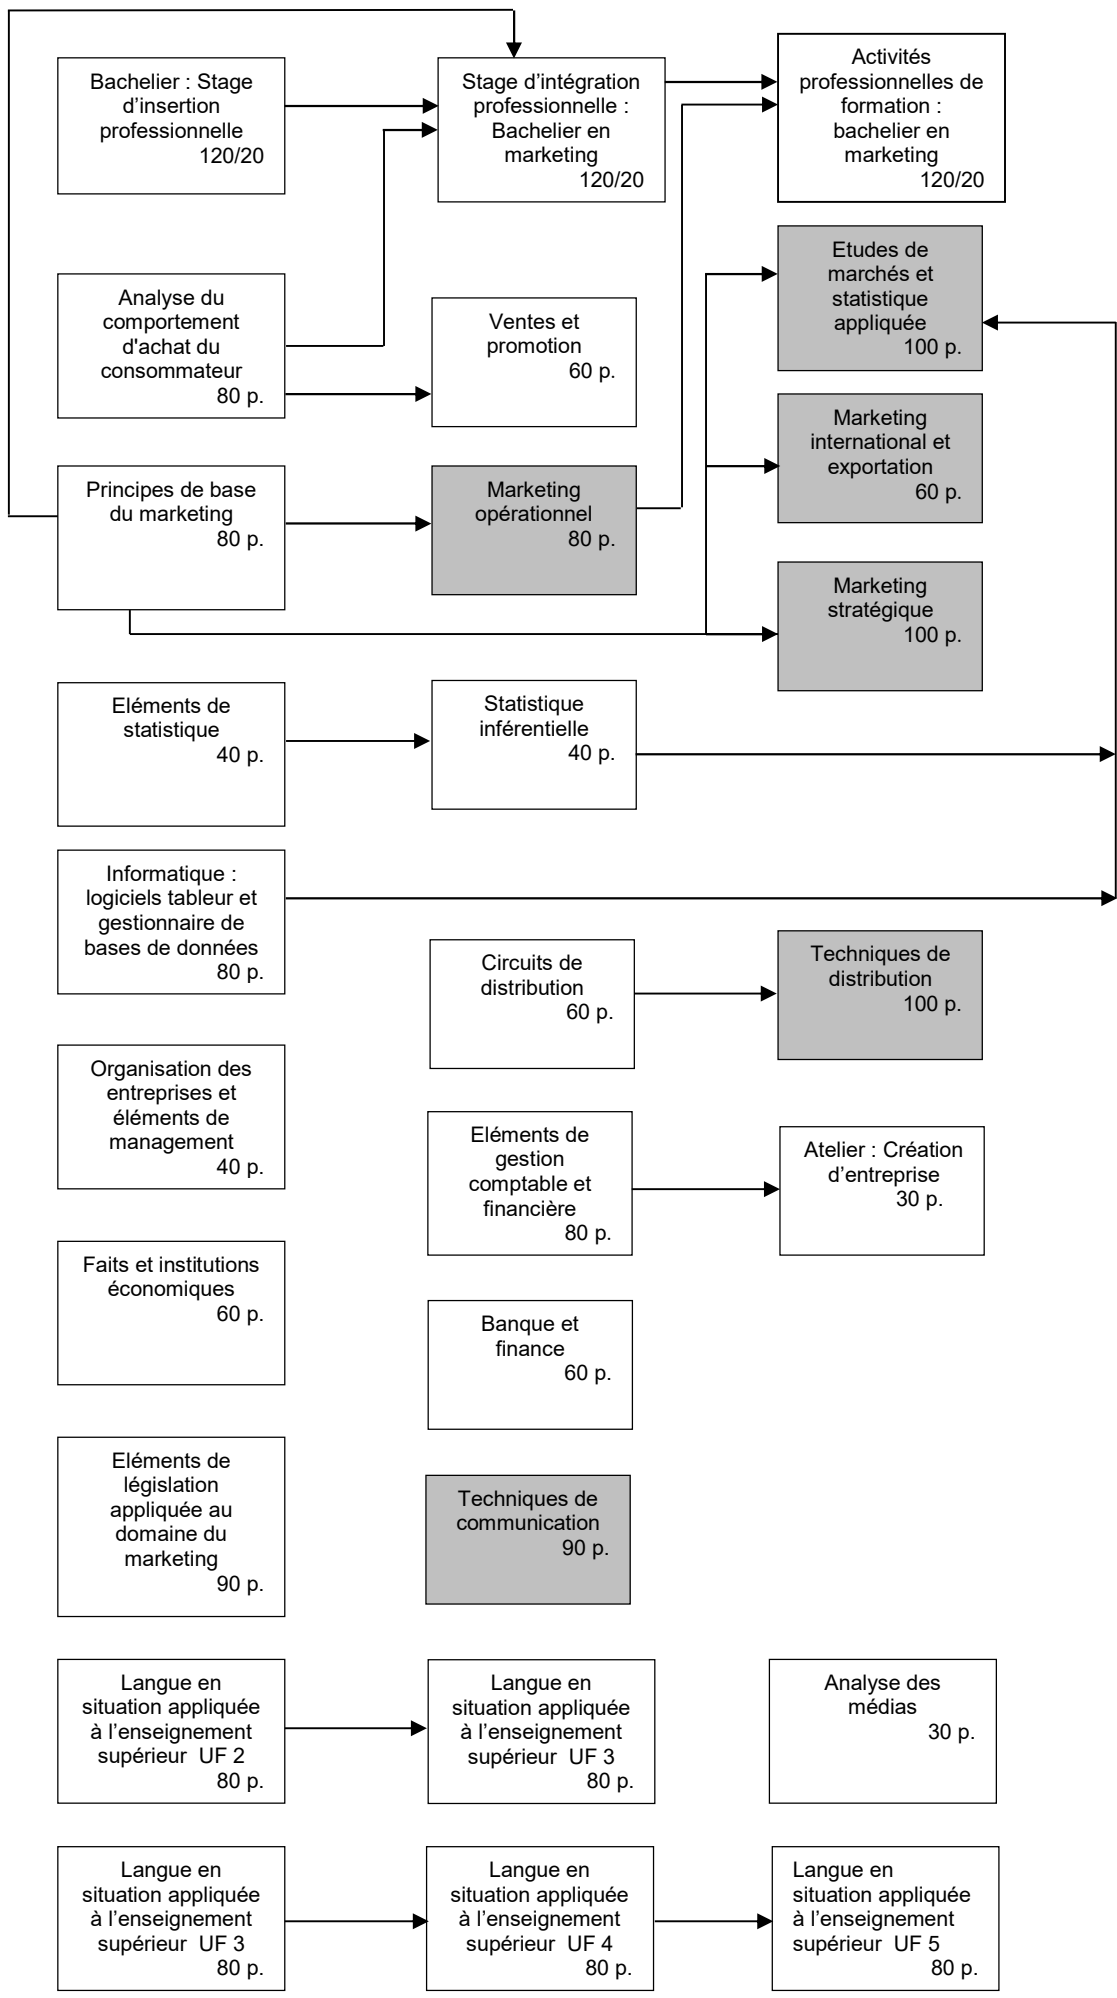 Bachelier : Stage
d’insertion
professionnelle
120/20
Stage d’intégration
professionnelle :
Bachelier en
marketing
120/20
Activités
professionnelles de
formation :
bachelier en
marketing
120/20
Etudes de
marchés et
statistique
appliquée
100 p.
Analyse du
comportement
d'achat du
consommateur
80 p.
Ventes et
promotion
60 p.
Marketing
international et
exportation
60 p.
Principes de base
du marketing
80 p.
Marketing
opérationnel
80 p.
Marketing
stratégique
100 p.
Eléments de
statistique
40 p.
Statistique
inférentielle
40 p.
Informatique :
logiciels tableur et
gestionnaire de
bases de données
80 p.
Circuits de
distribution
60 p.
Techniques de
distribution
100 p.
Organisation des
entreprises et
éléments de
management
40 p.
Eléments de
gestion
comptable et
financière
80 p.
Atelier : Création
d’entreprise
30 p.
Faits et institutions
économiques
60 p.
Banque et
finance
60 p.
Eléments de
législation
appliquée au
domaine du
marketing
90 p.
Techniques de
communication
90 p.
Langue en
situation appliquée
à l’enseignement
supérieur UF 2
80 p.
Langue en
situation appliquée
à l’enseignement
supérieur UF 3
80 p.
Analyse des
médias
30 p.
Langue en
situation appliquée
à l’enseignement
supérieur UF 3
80 p.
Langue en
situation appliquée
à l’enseignement
supérieur UF 4
80 p.
Langue en
situation appliquée
à l’enseignement
supérieur UF 5
80 p.